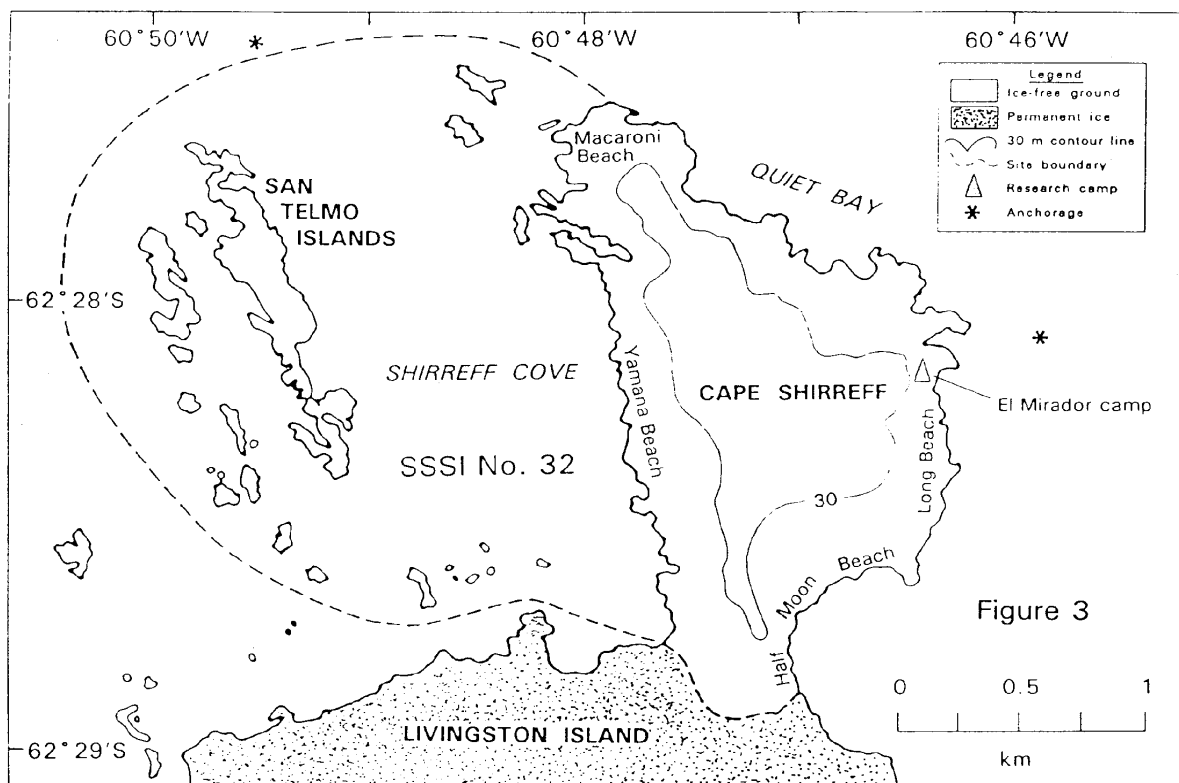 60°50'W
60°48'W
60°46'W
Legend
Ice-free ground
Permanent ice
30 m contour line
Site boundary
Research camp
Anchorage
Macaroni
Beach
QUIET BAY
SAN
TELMO
ISLANDS
62°28'S
SHIRREFF COVE
Yamana Beach
CAPE SHIRREFF
El Mirador camp
SSSI No. 32
Long Beach
30
Half Moon Beach
Figure 3
0 0.5 1
km
LIVINGSTON ISLAND
62°29'S